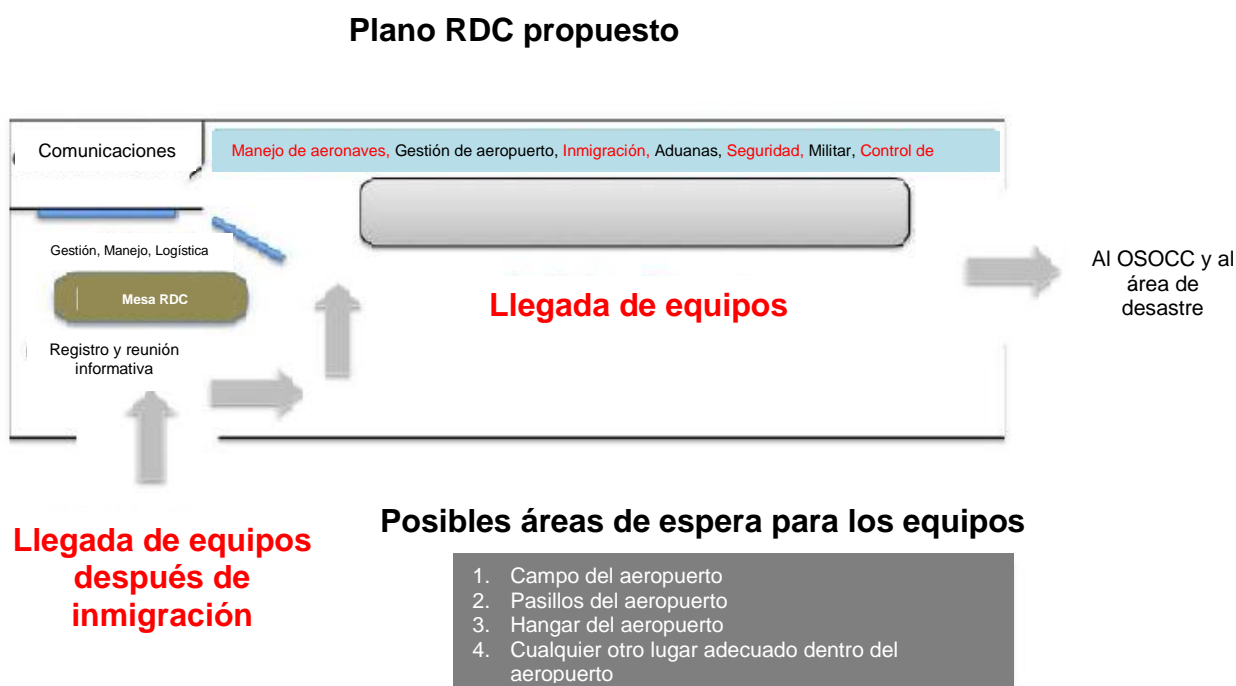 Plano RDC propuesto
Comunicaciones
Manejo de aeronaves, Gestión de aeropuerto, Inmigración, Aduanas, Seguridad, Militar, Control de
Gestión, Manejo, Logística
Mesa RDC
Registro y reunión
informativa
Llegada de equipos
Al OSOCC y al
área de
desastre
Llegada de equipos
después de
inmigración
Posibles áreas de espera para los equipos
1. Campo del aeropuerto
2. Pasillos del aeropuerto
3. Hangar del aeropuerto
4. Cualquier otro lugar adecuado dentro del
aeropuerto